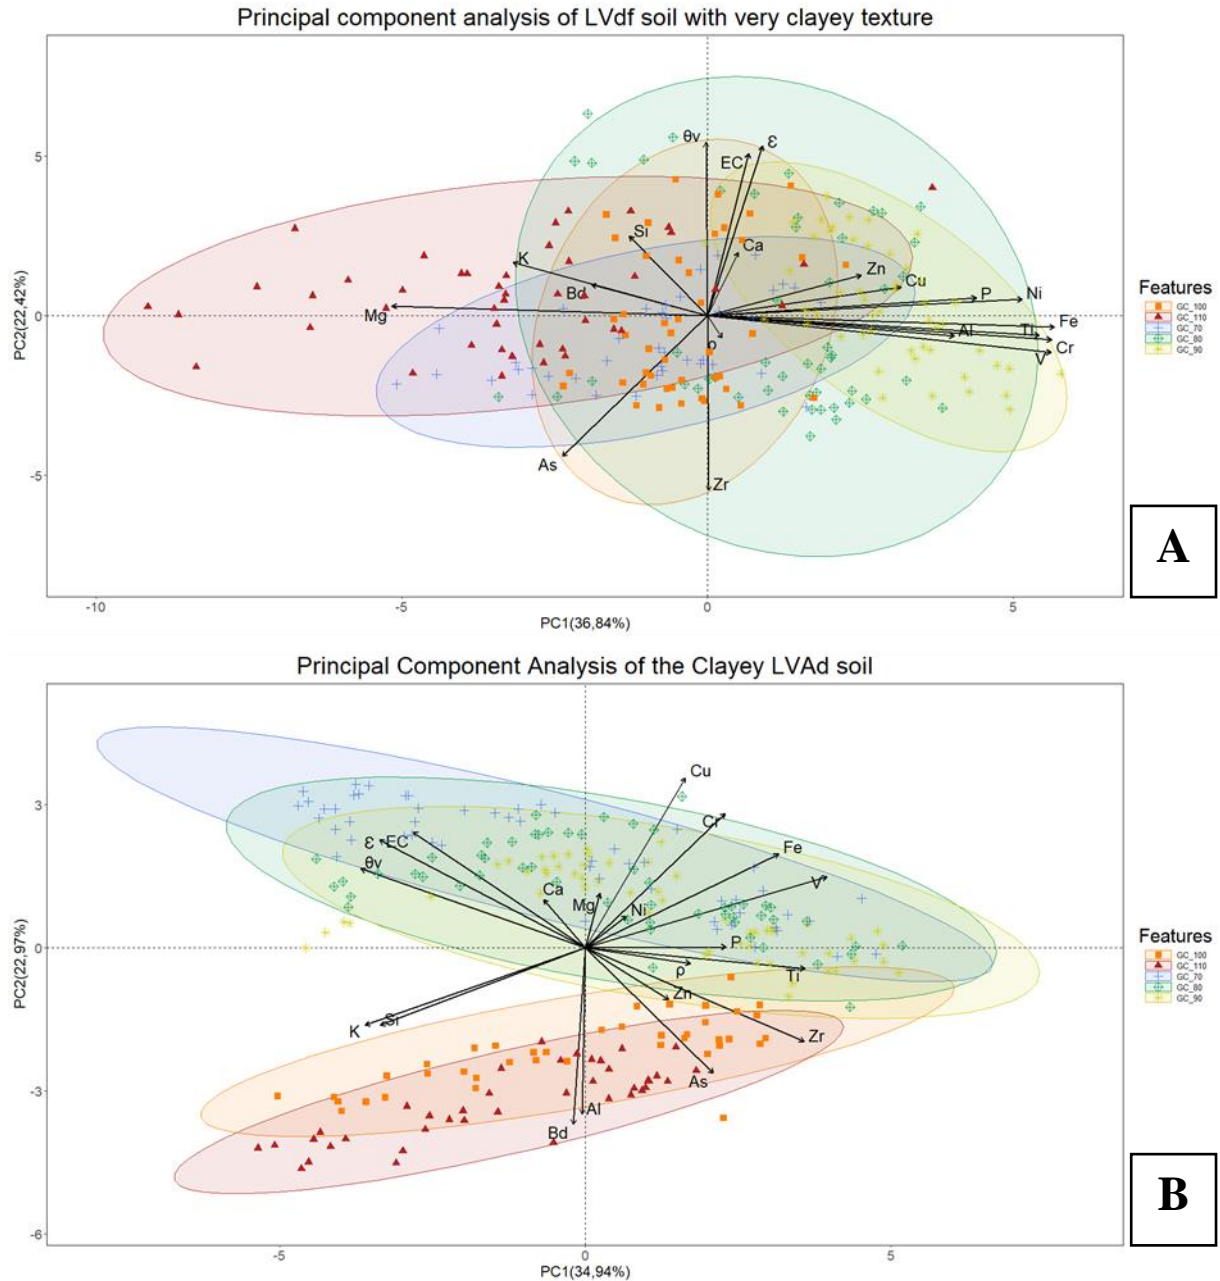 Principal component analysis of LVdf soil with very clayey texture
PC2(22,42%)
5
0
-5
θv
EC
ε
Si
Ca
K
Bd
Zn
Cu
Mg
P
Ni
Fe
Al
Ti
Cr
V
ρ
As
Zr
-10
-5
0
5
PC1(36,84%)
Features
GC_100
GC_110
GC_70
GC_80
GC_90
A
Principal Component Analysis of the Clayey LVAd soil
PC2(22,97%)
3
0
-3
-6
Cu
Cr
Fe
ε
EC
θv
V
Ca
Mg
Ni
P
ρ
Ti
Zn
K
Si
Zr
As
Al
Bd
-5
0
5
PC1(34,94%)
Features
GC_100
GC_110
GC_70
GC_80
GC_90
B